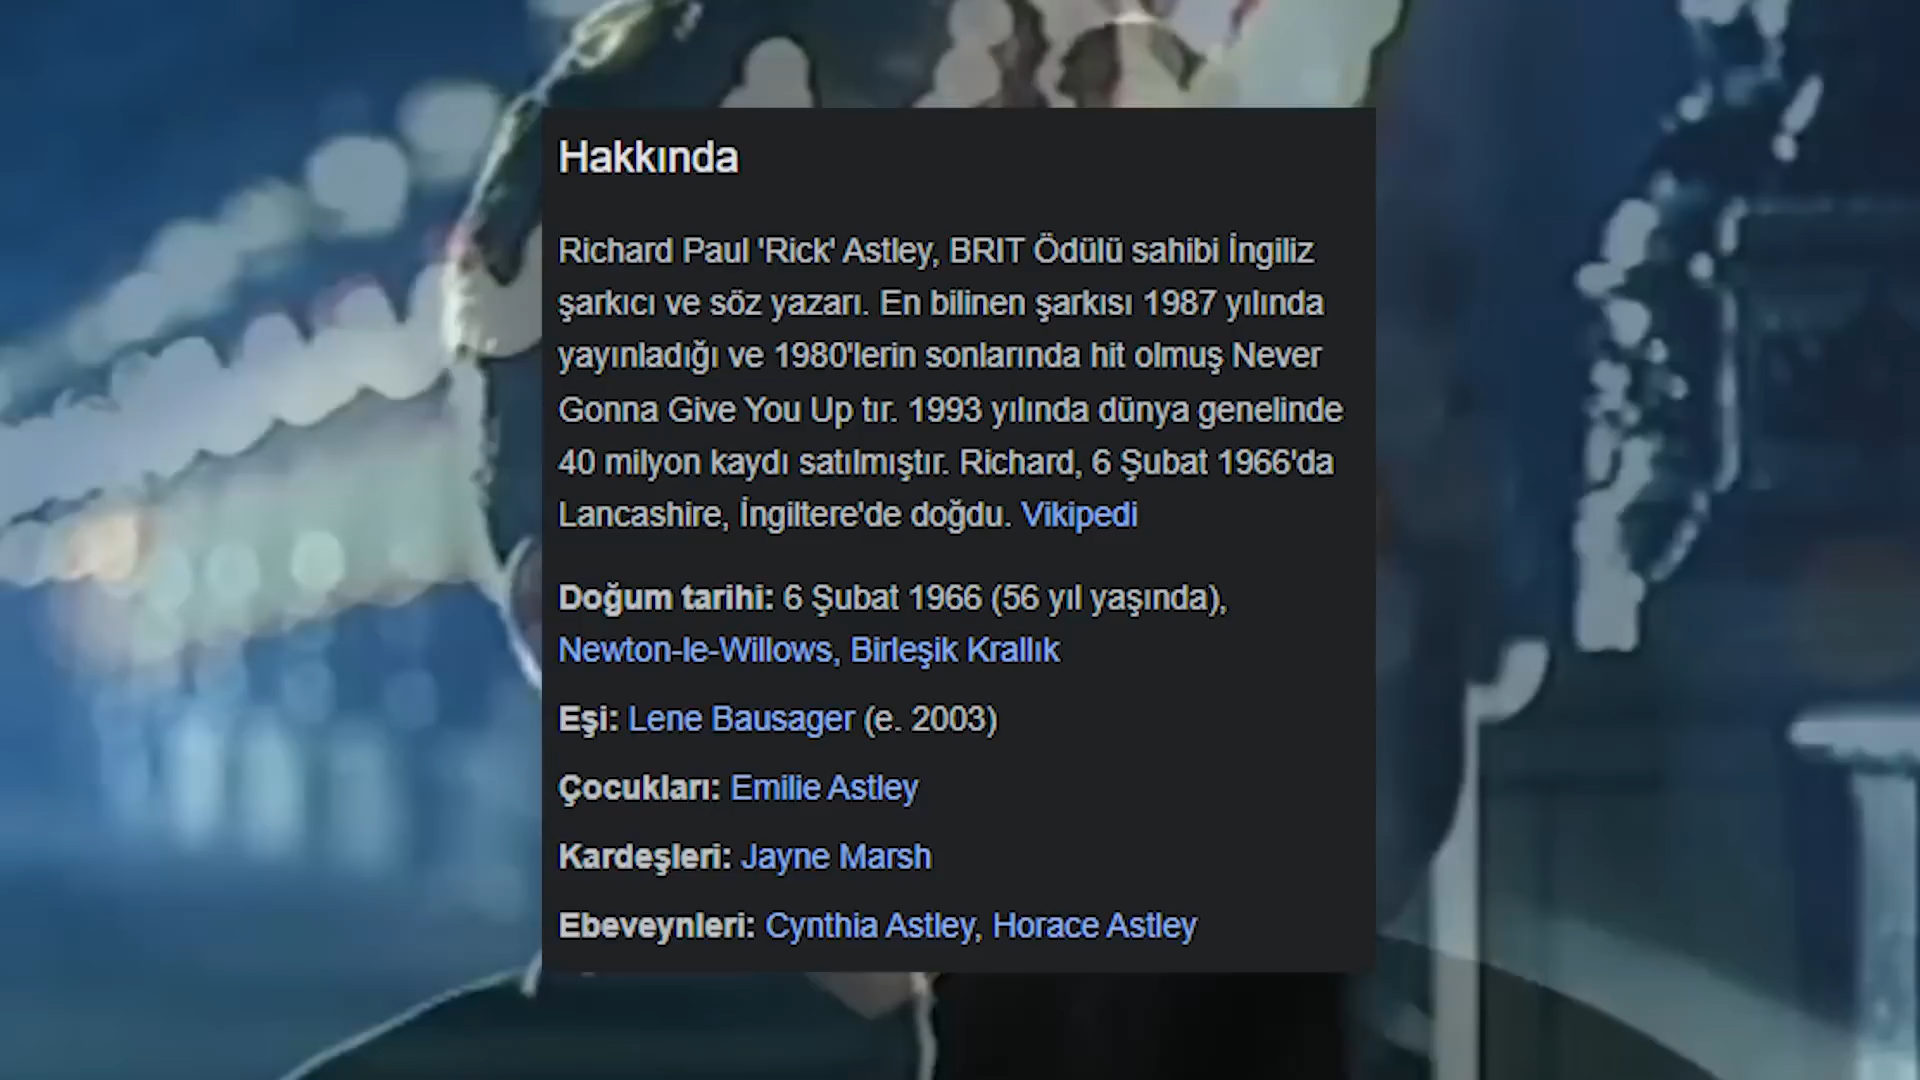 Hakkında
Richard Paul 'Rick' Astley, BRIT Ödülü sahibi İngiliz
şarkıcı ve söz yazarı. En bilinen şarkısı 1987 yılında
yayınladığı ve 1980'lerin sonlarında hit olmuş Never
Gonna Give You Up tır. 1993 yılında dünya genelinde
40 milyon kaydı satılmıştır. Richard, 6 Şubat 1966'da
Lancashire, İngiltere'de doğdu. Vikipedi
Doğum tarihi: 6 Şubat 1966 (56 yıl yaşında),
Newton-le-Willows, Birleşik Krallık
Eşi: Lene Bausager (e. 2003)
Çocukları: Emilie Astley
Kardeşleri: Jayne Marsh
Ebeveynleri: Cynthia Astley, Horace Astley